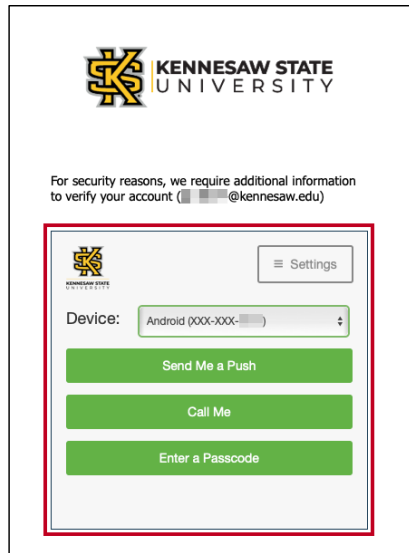 KENNESAW STATE
UNIVERSITY
For security reasons, we require additional information
to verify your account (@kennesaw.edu)
KENNESAW STATE
UNIVERSITY
≡ Settings
Device:
Android (XXX-XXX-)
Send Me a Push
Call Me
Enter a Passcode